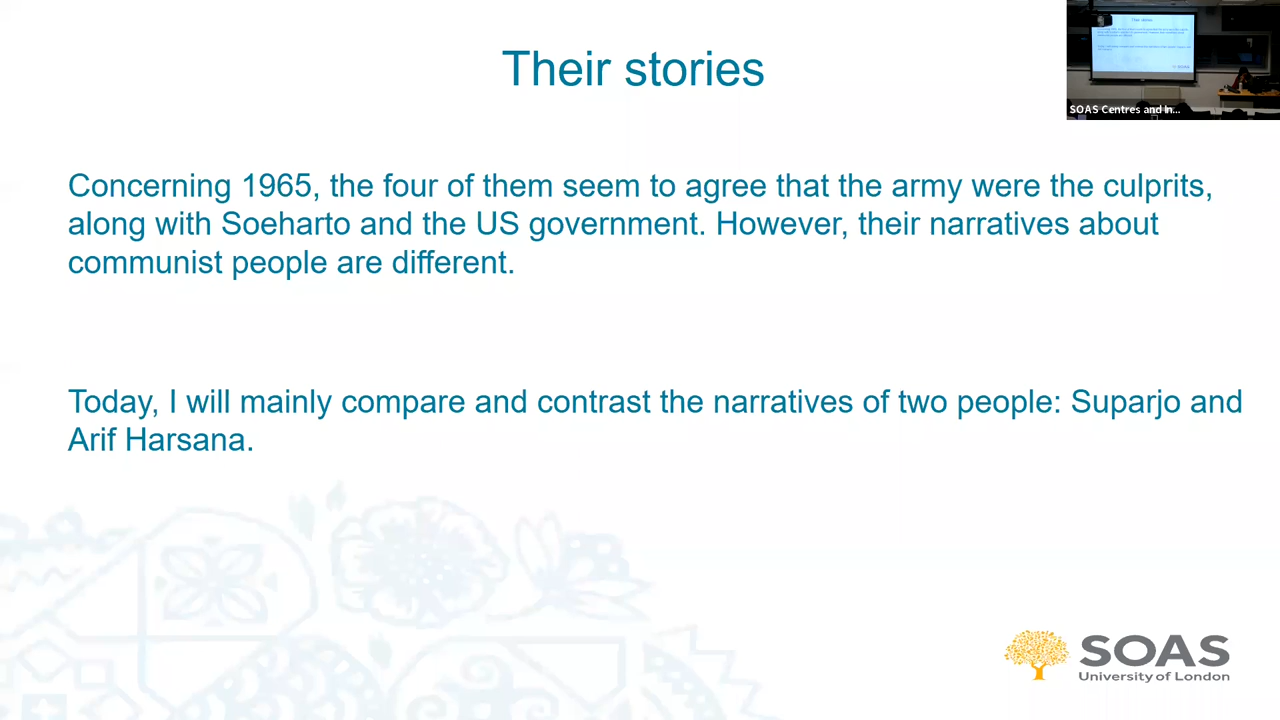 Their stories
SOAS Centres and In...
Concerning 1965, the four of them seem to agree that the army were the culprits,
along with Soeharto and the US government. However, their narratives about
communist people are different.
Today, I will mainly compare and contrast the narratives of two people: Suparjo and
Arif Harsana.
SOAS
University of London